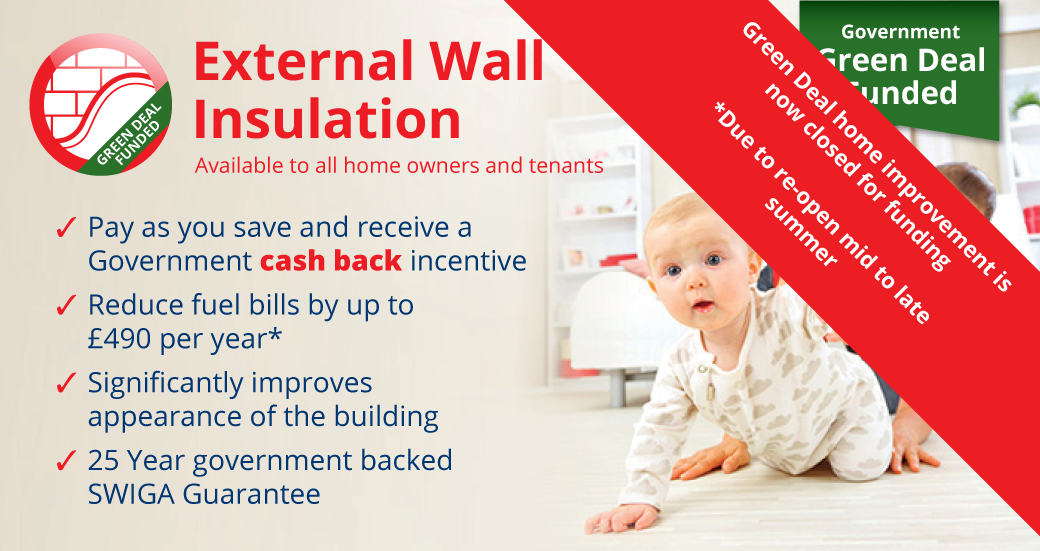 External Wall
Insulation
Available to all home owners and tenants
GREEN DEAL
FUNDED
✓ Pay as you save and receive a
Government cash back incentive
✓ Reduce fuel bills by up to
£490 per year*
✓ Significantly improves
appearance of the building
✓ 25 Year government backed
SWIGA Guarantee
Government
Green Deal
Funded
Green Deal home improvement is
now closed for funding
*Due to re-open mid to late
summer